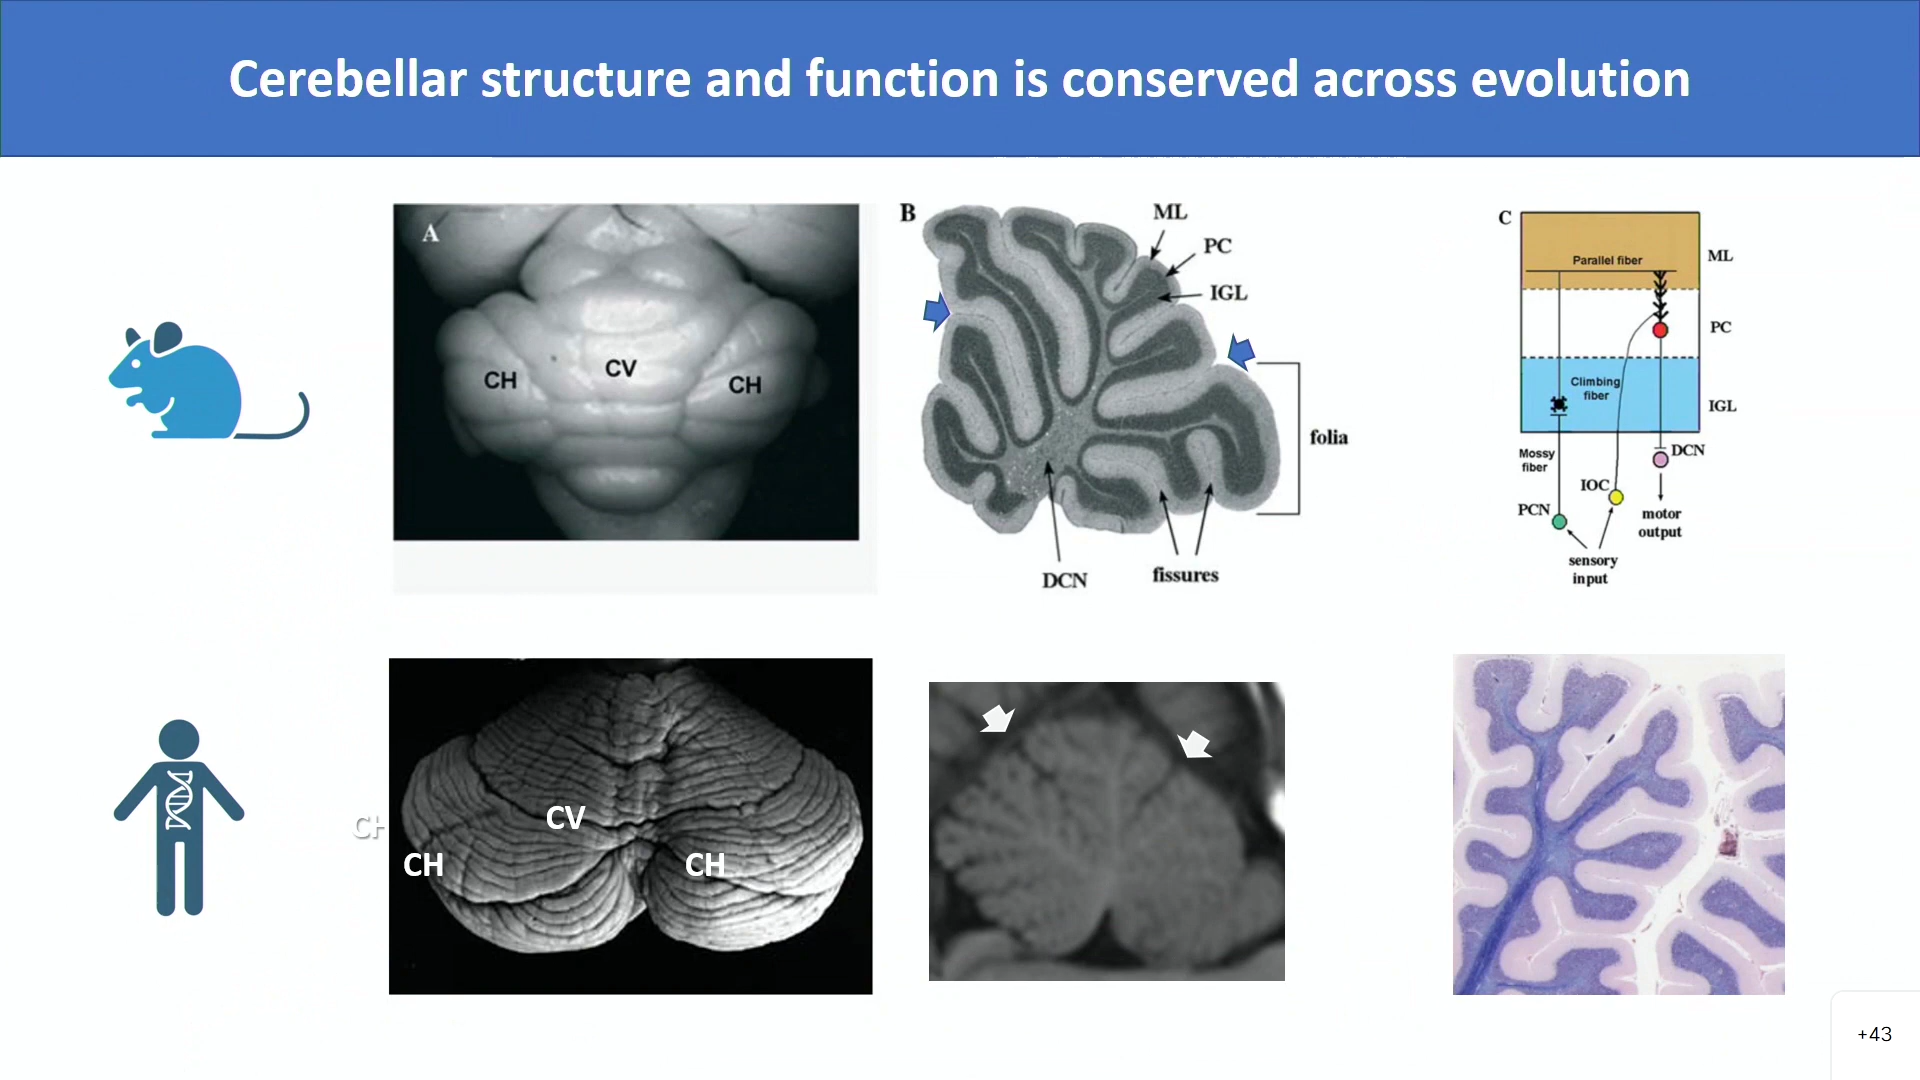 Cerebellar structure and function is conserved across evolution
A
CH
CV
CH
B
ML
PC
IGL
folia
DCN
fissures
C
Parallel fiber
ML
PC
Climbing
fiber
IGL
Mossy
fiber
DCN
IOC
PCN
motor
output
sensory
input
CH
CV
CH
CH
+43